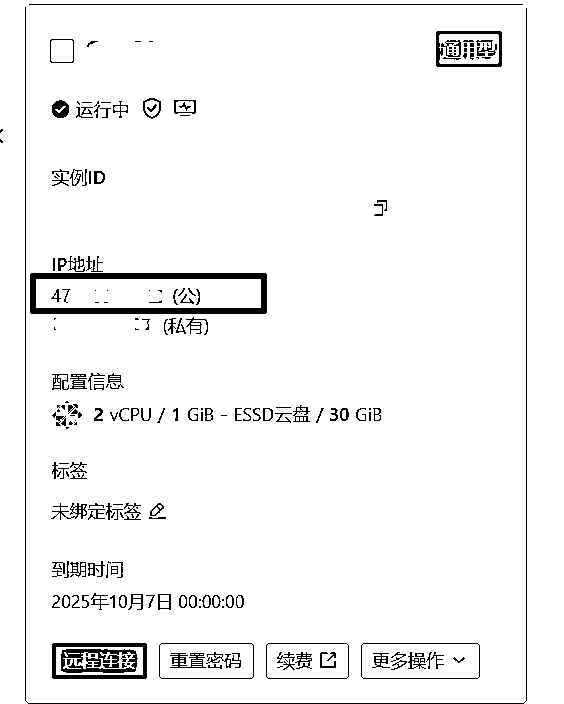 通用型
运行中
实例ID
IP地址
47 (公)
(私有)
配置信息
2 vCPU / 1 GiB - ESSD云盘 / 30 GiB
标签
未绑定标签
到期时间
2025年10月7日 00:00:00
远程连接 重置密码 续费 更多操作